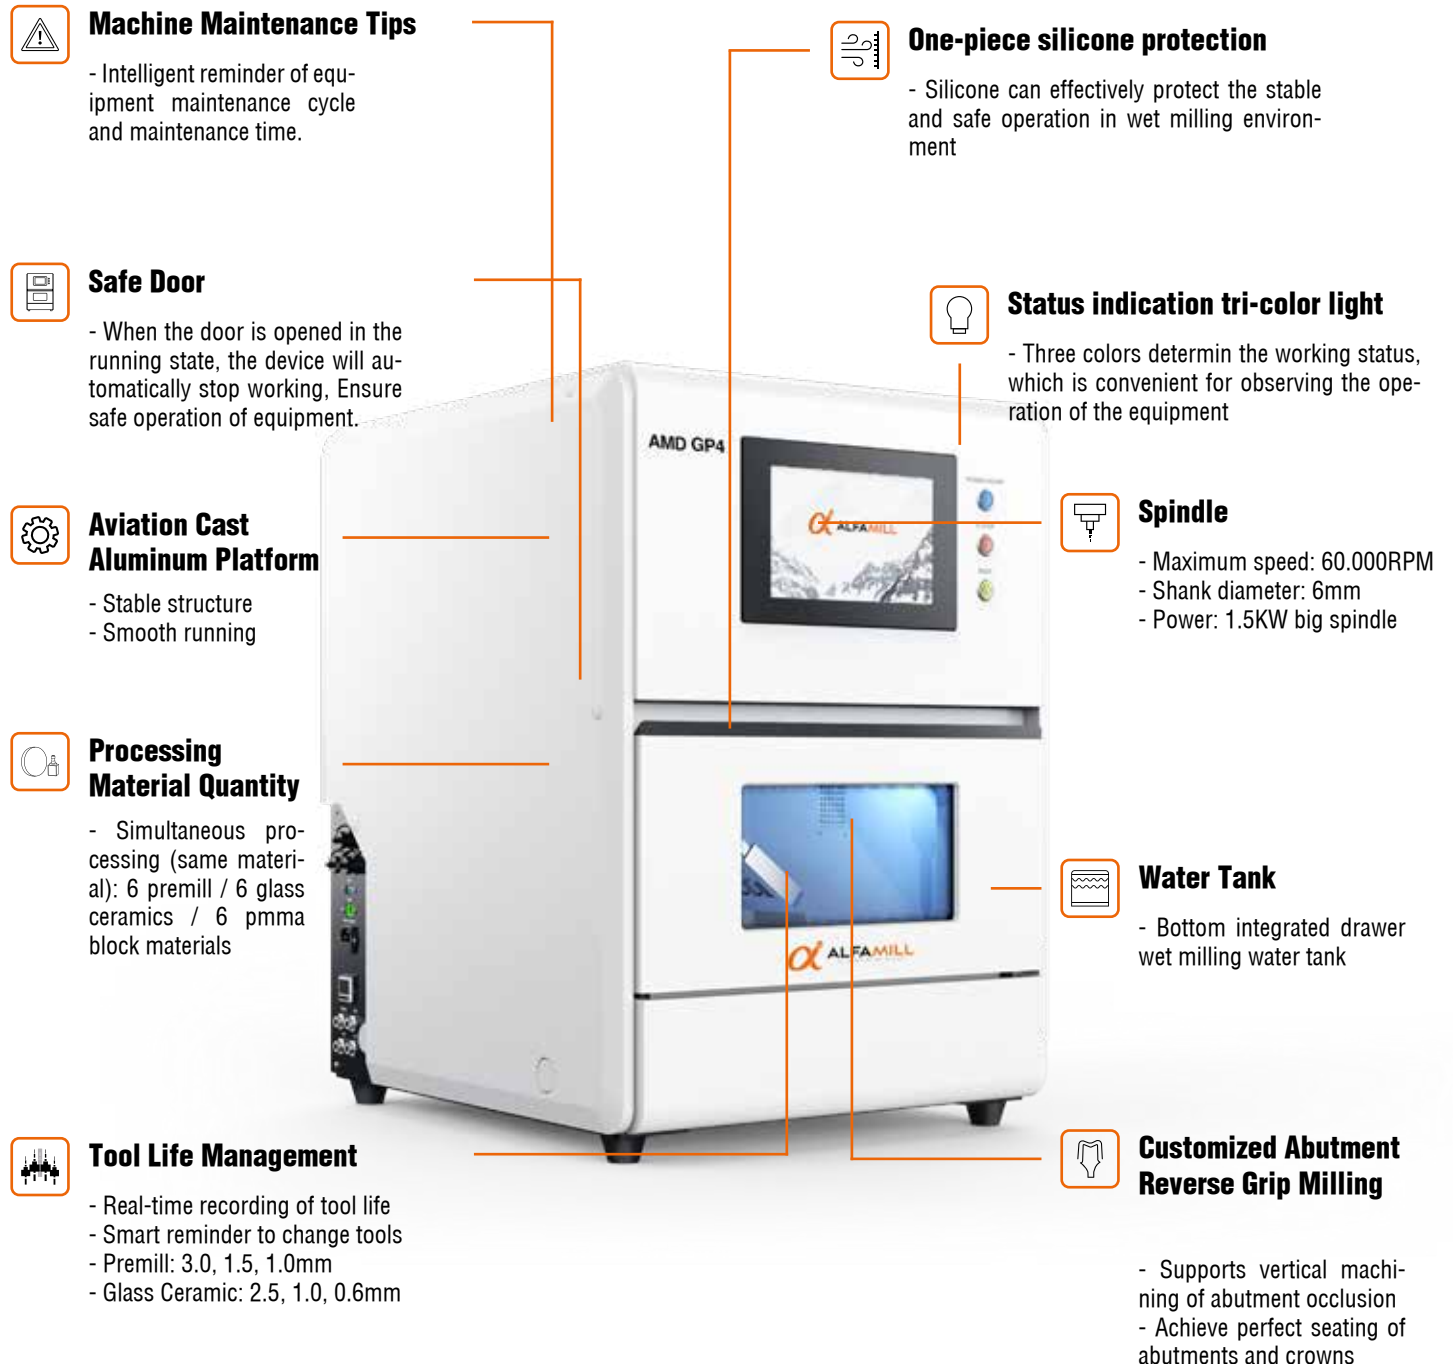 Machine Maintenance Tips
- Intelligent reminder of equ-
ipment maintenance cycle
and maintenance time.
One-piece silicone protection
- Silicone can effectively protect the stable
and safe operation in wet milling environ-
ment
Safe Door
- When the door is opened in the
running state, the device will au-
tomatically stop working, Ensure
safe operation of equipment.
Status indication tri-color light
- Three colors determin the working status,
which is convenient for observing the ope-
ration of the equipment
AMD GP4
ALFAMILL
Aviation Cast
Aluminum Platform
- Stable structure
- Smooth running
Spindle
- Maximum speed: 60.000RPM
- Shank diameter: 6mm
- Power: 1.5KW big spindle
Processing
Material Quantity
- Simultaneous pro-
cessing (same materi-
al): 6 premill / 6 glass
ceramics / 6 pmma
block materials
Water Tank
- Bottom integrated drawer
wet milling water tank
ALFAMILL
Tool Life Management
- Real-time recording of tool life
- Smart reminder to change tools
- Premill: 3.0, 1.5, 1.0mm
- Glass Ceramic: 2.5, 1.0, 0.6mm
Customized Abutment
Reverse Grip Milling
- Supports vertical machi-
ning of abutment occlusion
- Achieve perfect seating of
abutments and crowns